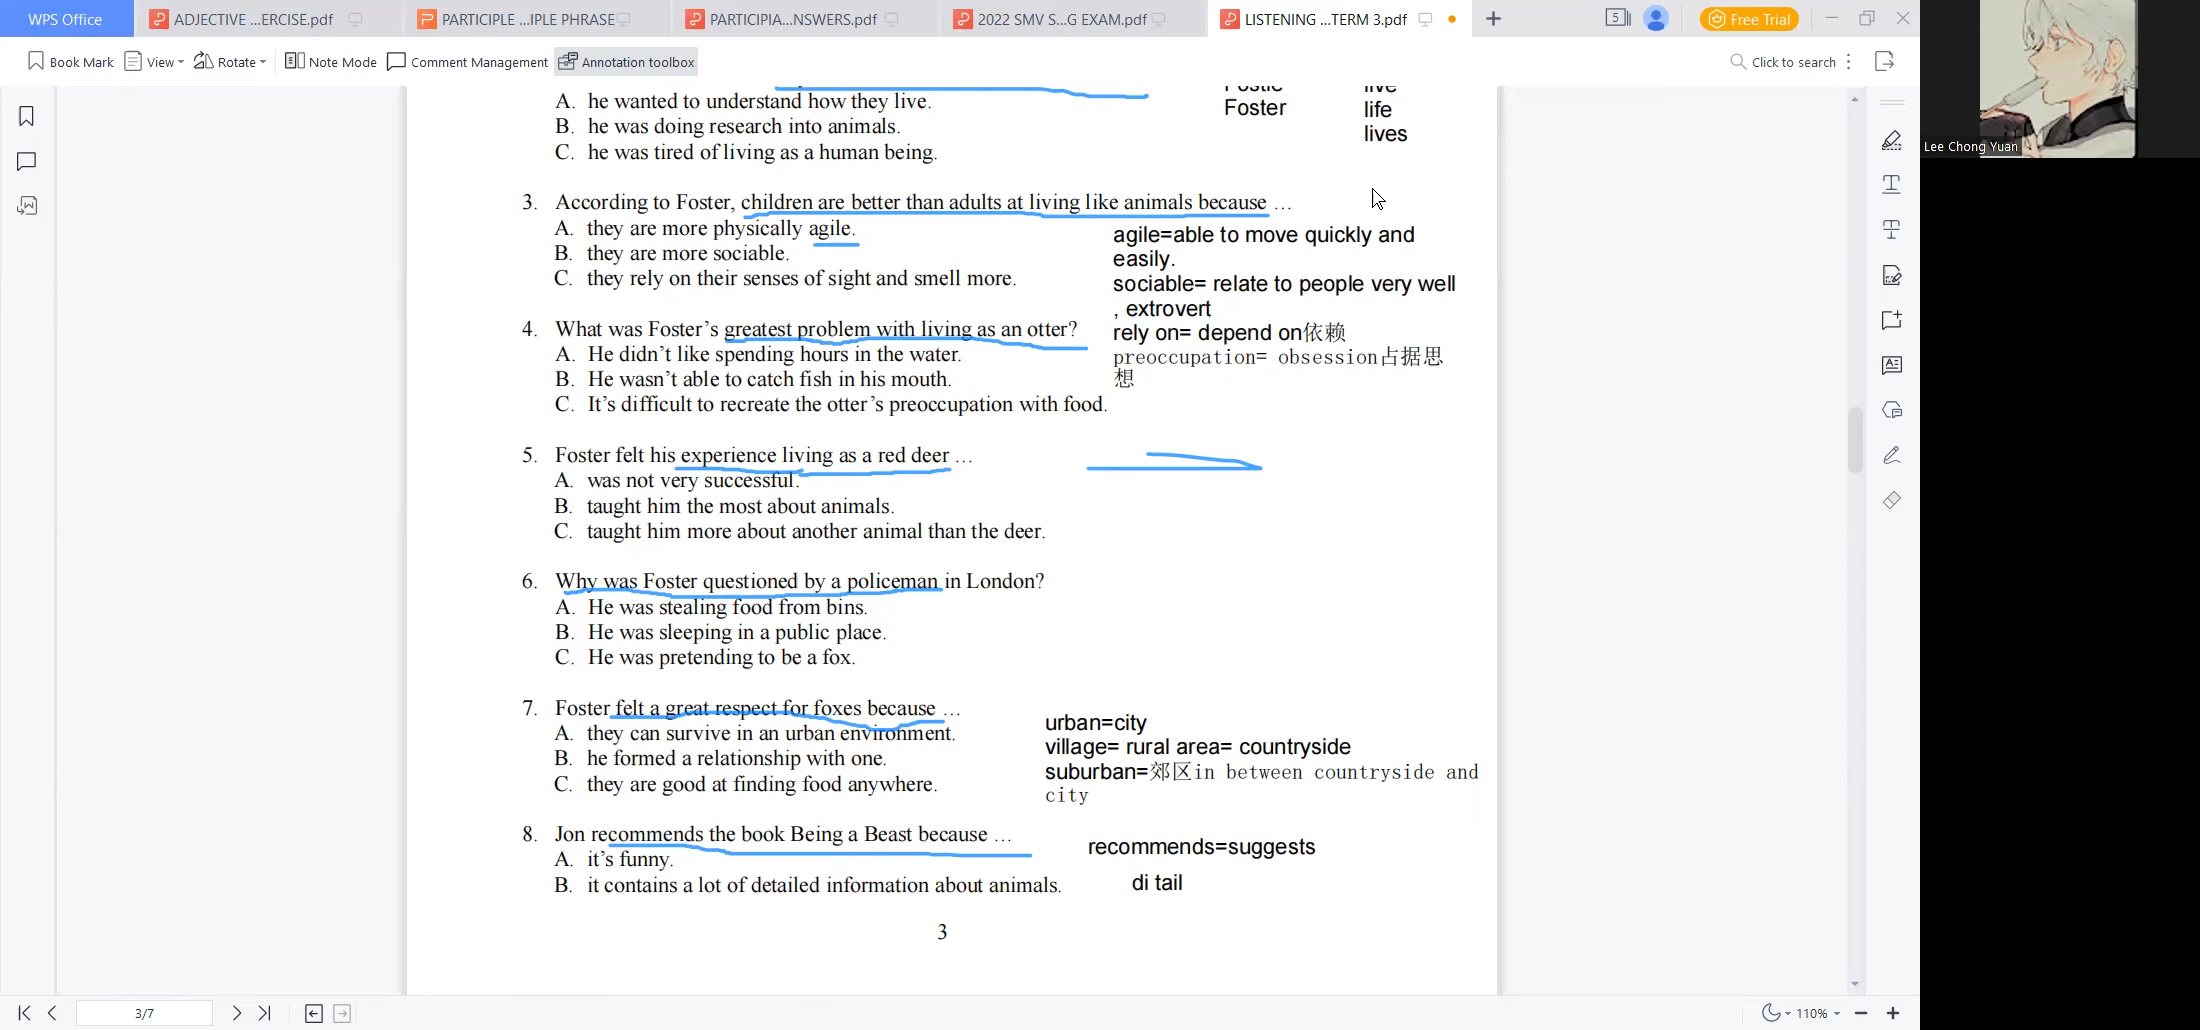 WPS Office
ADJECTIVE ...ERCISE.pdf
PARTICIPLE ...IPLE PHRASE
PARTICIPIA...NSWERS.pdf
2022 SMV S...G EXAM.pdf
LISTENING ...TERM 3.pdf
5
Free Trial
Book Mark
View
Rotate
Note Mode
Comment Management
Annotation toolbox
Click to search
Lee Chong Yuan
A. he wanted to understand how they live.
B. he was doing research into animals.
C. he was tired of living as a human being.
Foster
live
life
lives
3. According to Foster, children are better than adults at living like animals because …
A. they are more physically agile.
B. they are more sociable.
C. they rely on their senses of sight and smell more.
agile=able to move quickly and
easily.
sociable= relate to people very well
, extrovert
rely on= depend on依赖
preoccupation= obsession占据思
想
4. What was Foster’s greatest problem with living as an otter?
A. He didn’t like spending hours in the water.
B. He wasn’t able to catch fish in his mouth.
C. It’s difficult to recreate the otter’s preoccupation with food.
5. Foster felt his experience living as a red deer …
A. was not very successful.
B. taught him the most about animals.
C. taught him more about another animal than the deer.
6. Why was Foster questioned by a policeman in London?
A. He was stealing food from bins.
B. He was sleeping in a public place.
C. He was pretending to be a fox.
7. Foster felt a great respect for foxes because …
A. they can survive in an urban environment.
B. he formed a relationship with one.
C. they are good at finding food anywhere.
urban=city
village= rural area= countryside
suburban=郊区in between countryside and
city
8. Jon recommends the book Being a Beast because …
A. it’s funny.
B. it contains a lot of detailed information about animals.
recommends=suggests
di tail
3
3/7
110%